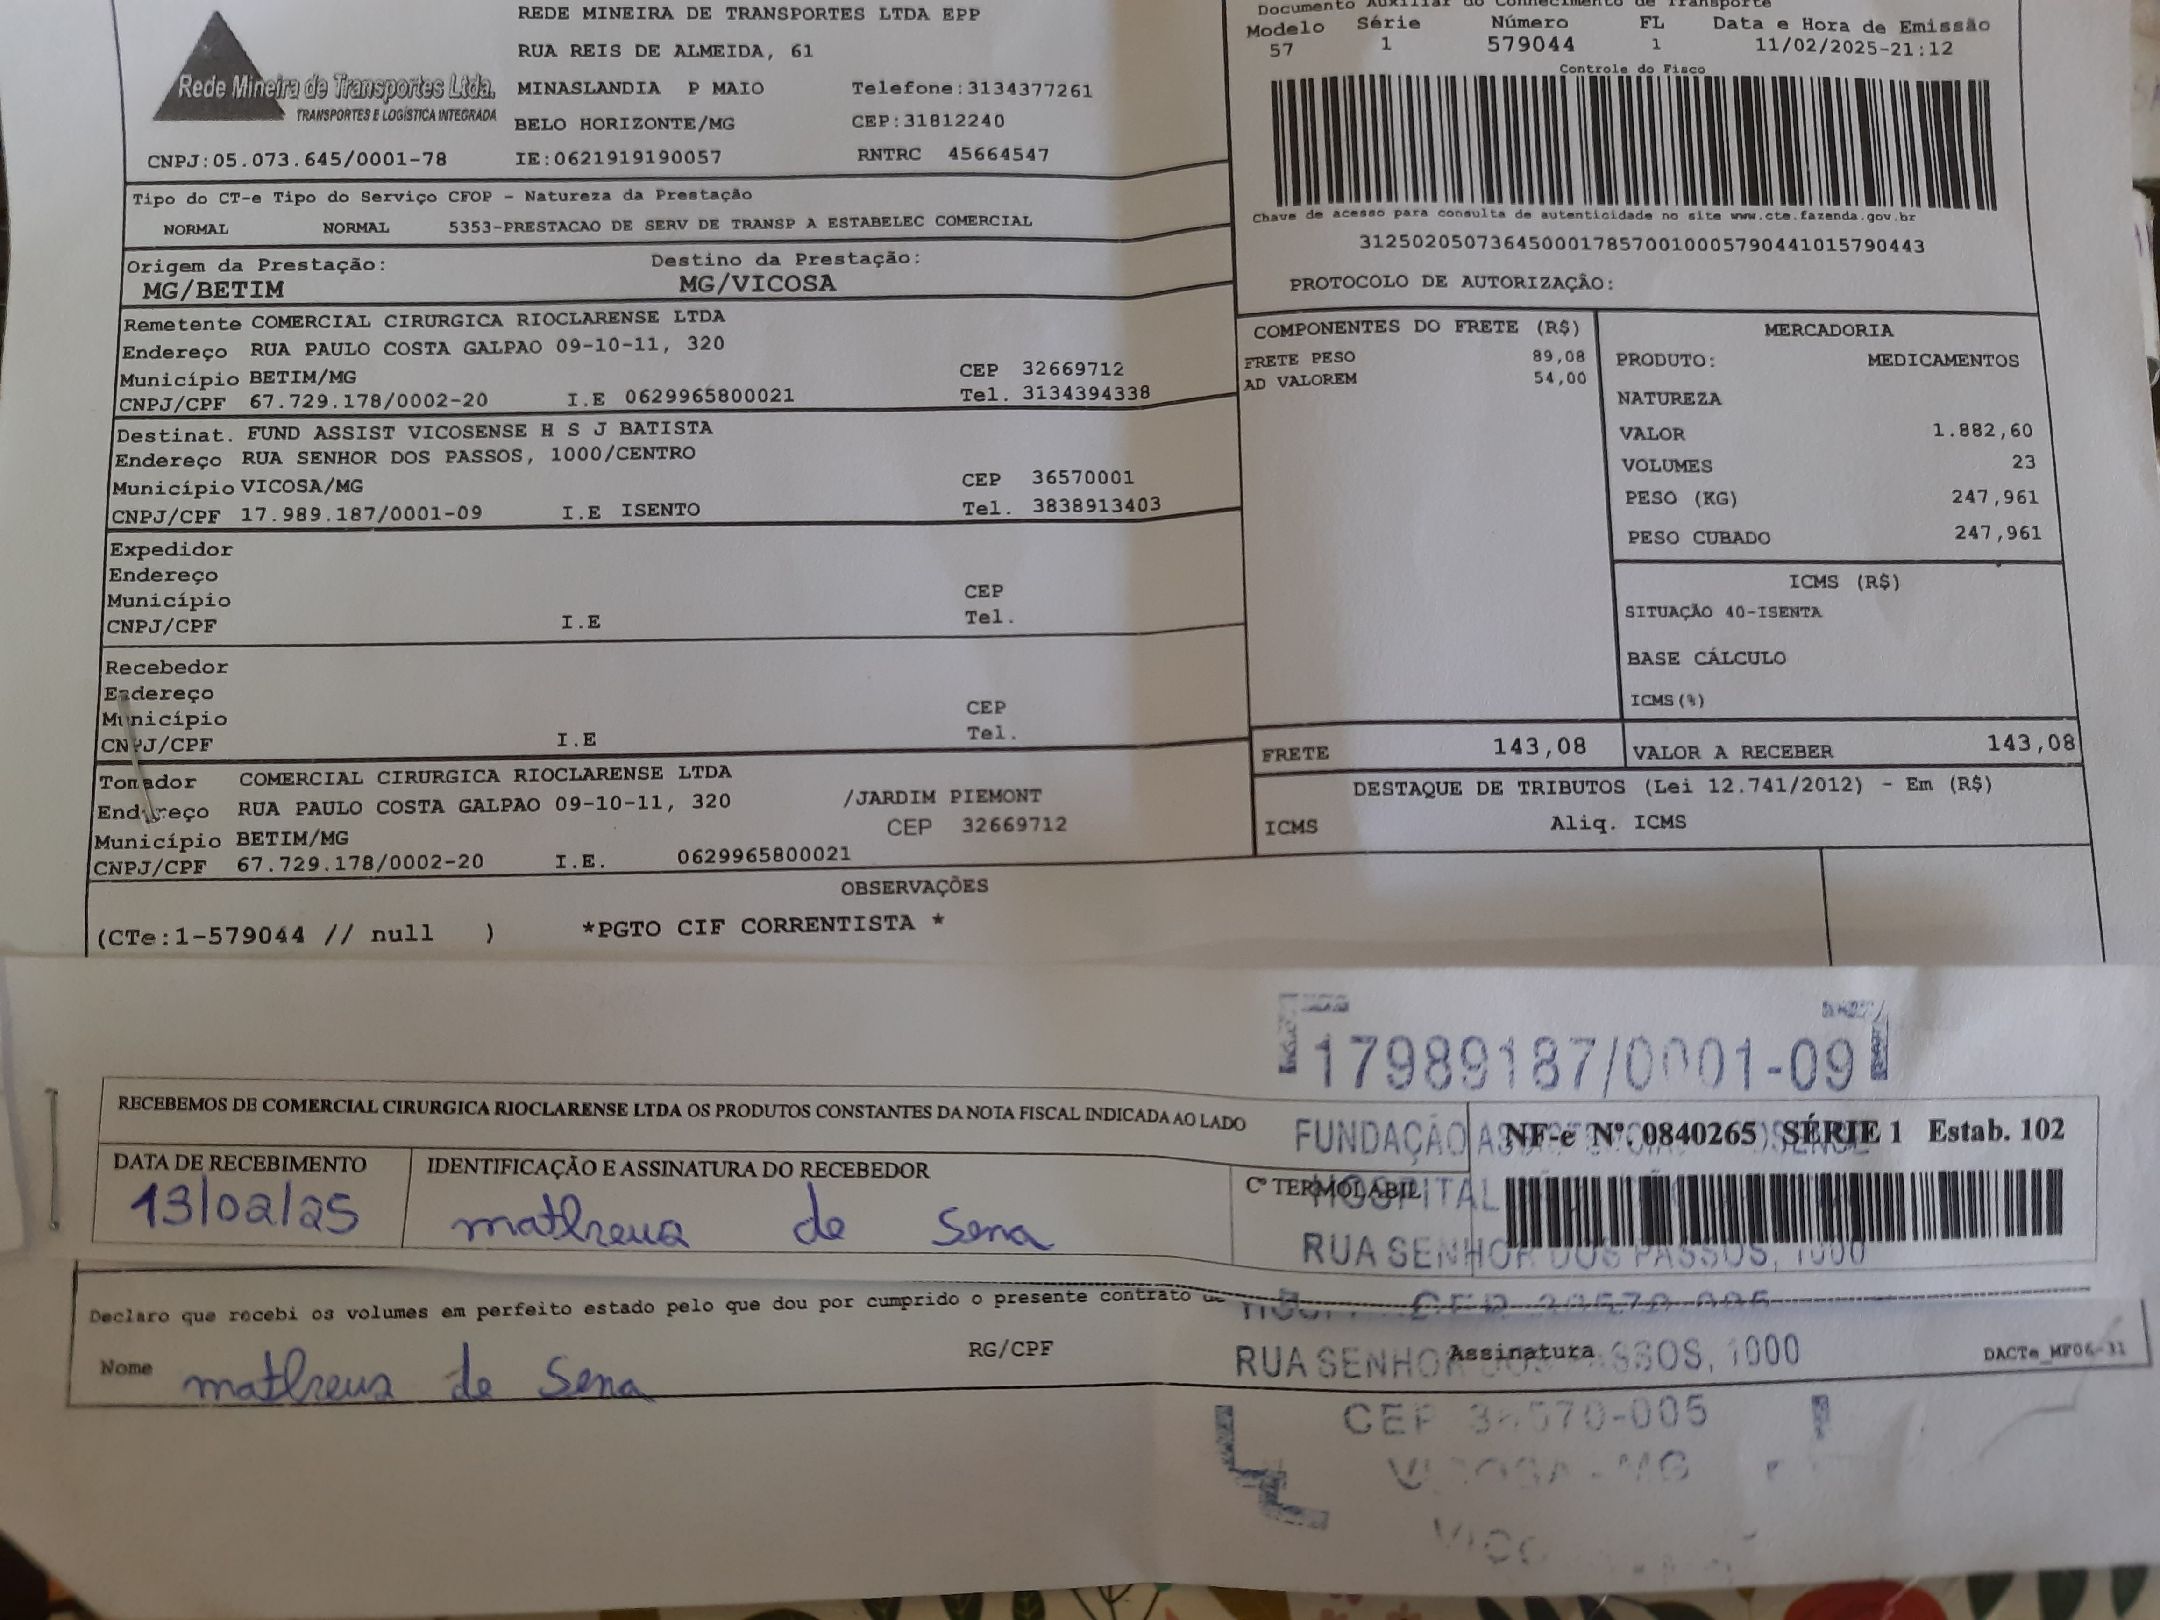 Rede Mineira de Transportes Ltda.
TRANSPORTES E LOGÍSTICA INTEGRADA
CNPJ:05.073.645/0001-78
REDE MINEIRA DE TRANSPORTES LTDA EPP
RUA REIS DE ALMEIDA, 61
MINASLANDIA P MAIO Telefone:3134377261
BELO HORIZONTE/MG CEP:31812240
IE:0621919190057 RNTRC 45664547
Documento Auxiliar do Conhecimento de Transporte
Modelo Série Número FL Data e Hora de Emissão
57 1 579044 1 11/02/2025-21:12
Controle do Fisco
Chave de acesso para consulta de autenticidade no site www.cte.fazenda.gov.br
31250205073645000178570010005790441015790443
PROTOCOLO DE AUTORIZAÇÃO:
Tipo do CT-e Tipo do Serviço CFOP - Natureza da Prestação
NORMAL NORMAL 5353-PRESTACAO DE SERV DE TRANSP A ESTABELEC COMERCIAL
Origem da Prestação: Destino da Prestação:
MG/BETIM MG/VICOSA
Remetente COMERCIAL CIRURGICA RIOCLARENSE LTDA
Endereço RUA PAULO COSTA GALPAO 09-10-11, 320
Município BETIM/MG CEP 32669712
CNPJ/CPF 67.729.178/0002-20 I.E 0629965800021 Tel. 3134394338
Destinat. FUND ASSIST VICOSENSE H S J BATISTA
Endereço RUA SENHOR DOS PASSOS, 1000/CENTRO
Município VICOSA/MG CEP 36570001
CNPJ/CPF 17.989.187/0001-09 I.E ISENTO Tel. 3838913403
Expedidor
Endereço
Município CEP
CNPJ/CPF I.E Tel.
Recebedor
Endereço
Município CEP
CNPJ/CPF I.E Tel.
Tomador COMERCIAL CIRURGICA RIOCLARENSE LTDA
Endereço RUA PAULO COSTA GALPAO 09-10-11, 320 /JARDIM PIEMONT
Município BETIM/MG CEP 32669712
CNPJ/CPF 67.729.178/0002-20 I.E. 0629965800021
COMPONENTES DO FRETE (R$)
FRETE PESO 89,08
AD VALOREM 54,00
MERCADORIA
PRODUTO: MEDICAMENTOS
NATUREZA
VALOR 1.882,60
VOLUMES 23
PESO (KG) 247,961
PESO CUBADO 247,961
ICMS (R$)
SITUAÇÃO 40-ISENTA
BASE CÁLCULO
ICMS(%)
FRETE 143,08 VALOR A RECEBER 143,08
DESTAQUE DE TRIBUTOS (Lei 12.741/2012) - Em (R$)
ICMS Aliq. ICMS
OBSERVAÇÕES
(CTe:1-579044 // null ) *PGTO CIF CORRENTISTA *
17989187/0001-09
RECEBEMOS DE COMERCIAL CIRURGICA RIOCLARENSE LTDA OS PRODUTOS CONSTANTES DA NOTA FISCAL INDICADA AO LADO
FUNDAÇÃO
NF-e Nº. 0840265 SÉRIE 1 Estab. 102
DATA DE RECEBIMENTO IDENTIFICAÇÃO E ASSINATURA DO RECEBEDOR Cº TERMOLABIL
HOSPITAL
13/02/25 matheus de Sena
RUA SENHOR DOS PASSOS, 1000
CEP 36570-005
Declaro que recebi os volumes em perfeito estado pelo que dou por cumprido o presente contrato
Nome matheus de Sena RG/CPF Assinatura DACTe_MF06-31
RUA SENHOR DOS PASSOS, 1000
CEP 36570-005
VIÇOSA - MG